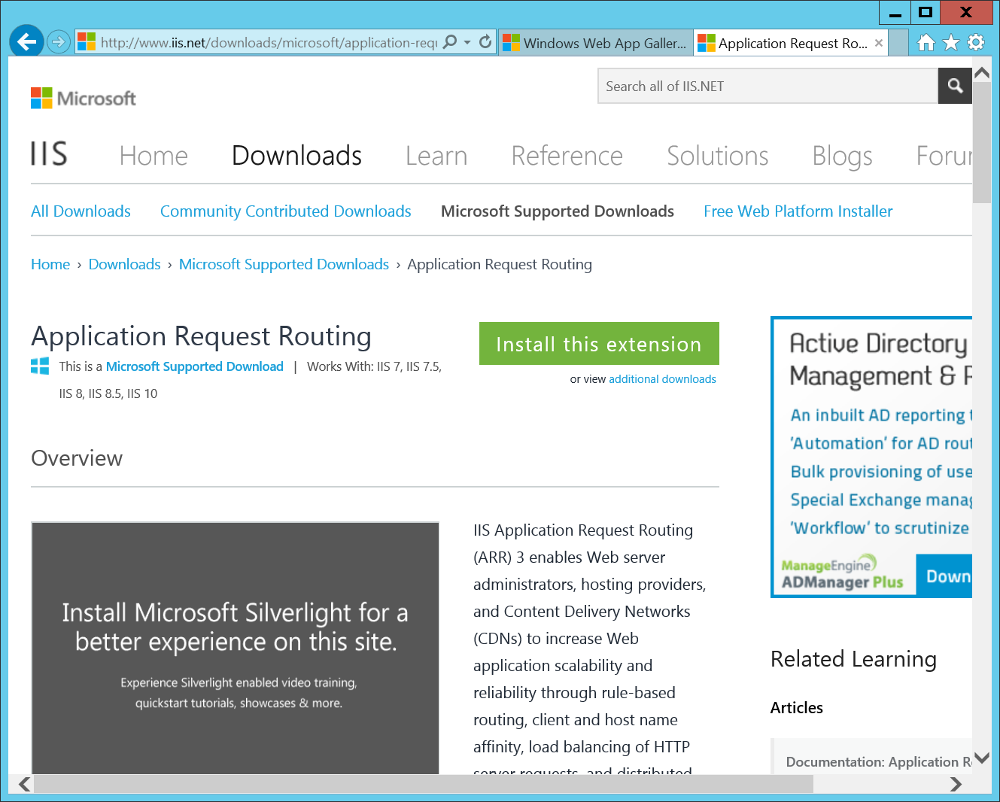 http://www.iis.net/downloads/microsoft/application-requ
Windows Web App Galler...
Application Request Ro...
Microsoft
Search all of IIS.NET
IIS
Home
Downloads
Learn
Reference
Solutions
Blogs
Forur
All Downloads
Community Contributed Downloads
Microsoft Supported Downloads
Free Web Platform Installer
Home › Downloads › Microsoft Supported Downloads › Application Request Routing
Application Request Routing
This is a Microsoft Supported Download | Works With: IIS 7, IIS 7.5,
IIS 8, IIS 8.5, IIS 10
Install this extension
or view additional downloads
Overview
Install Microsoft Silverlight for a
better experience on this site.
Experience Silverlight enabled video training,
quickstart tutorials, showcases & more.
IIS Application Request Routing
(ARR) 3 enables Web server
administrators, hosting providers,
and Content Delivery Networks
(CDNs) to increase Web
application scalability and
reliability through rule-based
routing, client and host name
affinity, load balancing of HTTP
server requests, and distributed
Active Directory
Management &
An inbuilt AD reporting
'Automation' for AD rout
Bulk provisioning of use
Special Exchange manag
'Workflow' to scrutinize
ManageEngine
ADManager Plus
Down
Related Learning
Articles
Documentation: Application R